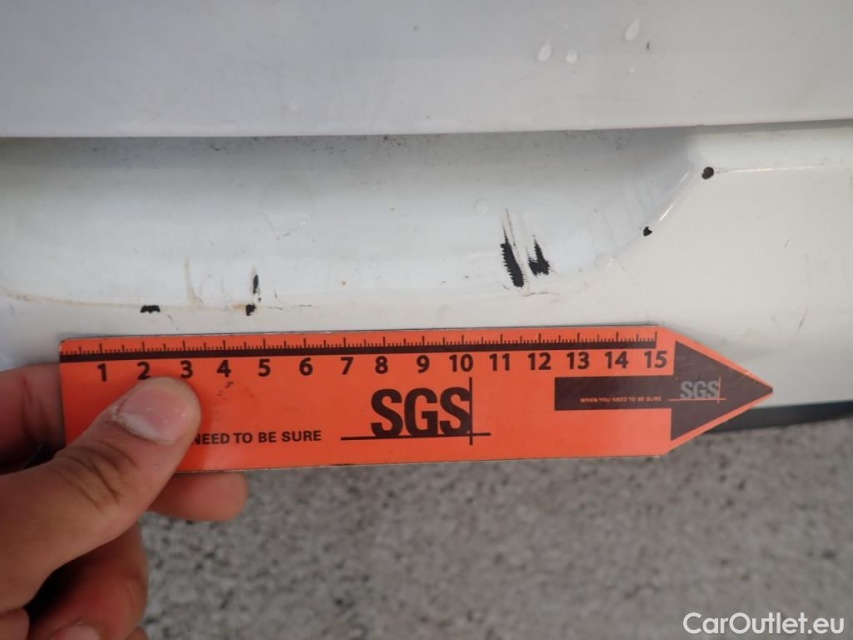 1 2 3 4 5 6 7 8 9 10 11 12 13 14 15
SGS
WHEN YOU NEED TO BE SURE
SGS
NEED TO BE SURE
CarOutlet.eu